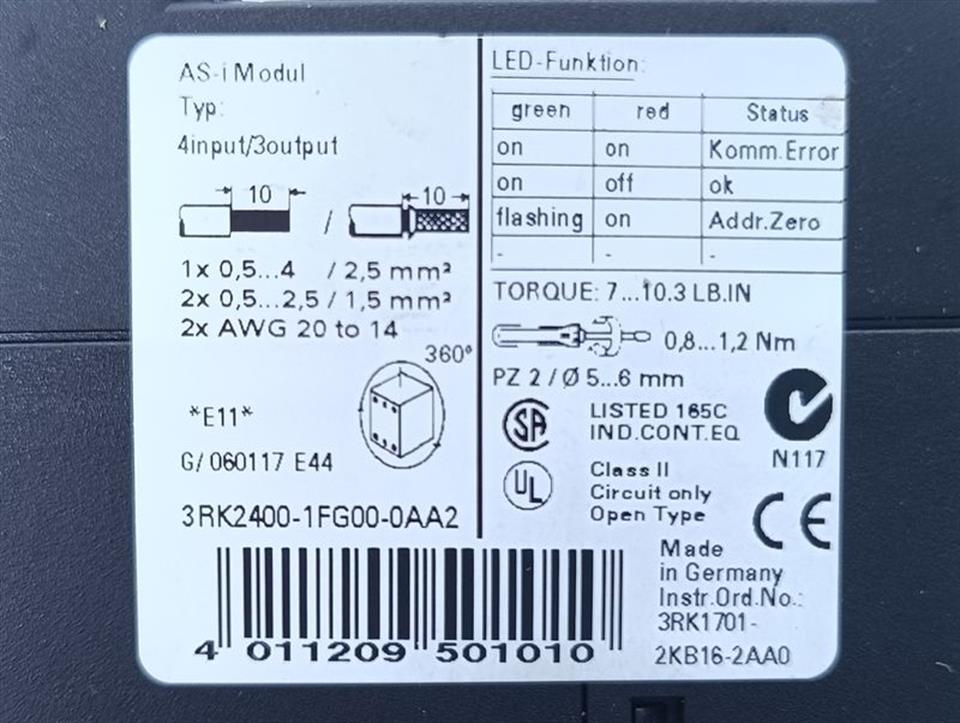 AS-i Modul
Typ:
4input/3output
10
/
10
1x 0,5...4 / 2,5 mm²
2x 0,5...2,5 / 1,5 mm²
2x AWG 20 to 14
360°
*E11*
G/ 060117 E44
3RK2400-1FG00-0AA2
4 011209 501010
LED-Funktion:
green red Status
on on Komm.Error
on off ok
flashing on Addr.Zero
- - -
TORQUE: 7...10.3 LB.IN
0,8...1,2 Nm
PZ 2 / Ø 5...6 mm
SA
LISTED 165C
IND.CONT.EQ
N117
UL
Class II
Circuit only
Open Type
CE
Made
in Germany
Instr.Ord.No.:
3RK1701-
2KB16-2AA0